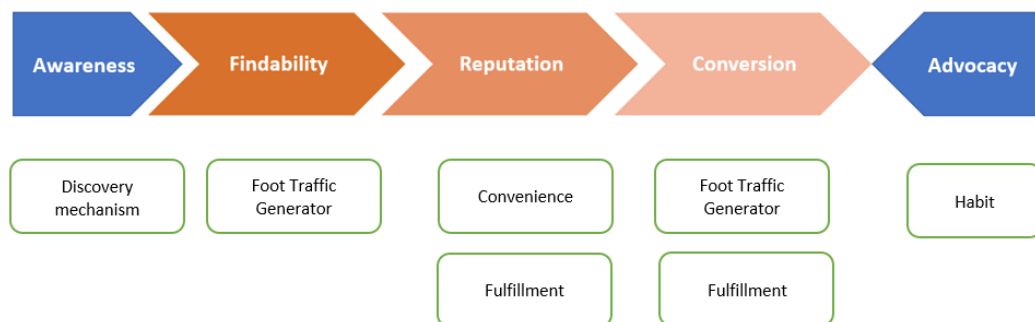 Awareness
Findability
Reputation
Conversion
Advocacy
Discovery
mechanism
Foot Traffic
Generator
Convenience
Foot Traffic
Generator
Habit
Fulfillment
Fulfillment